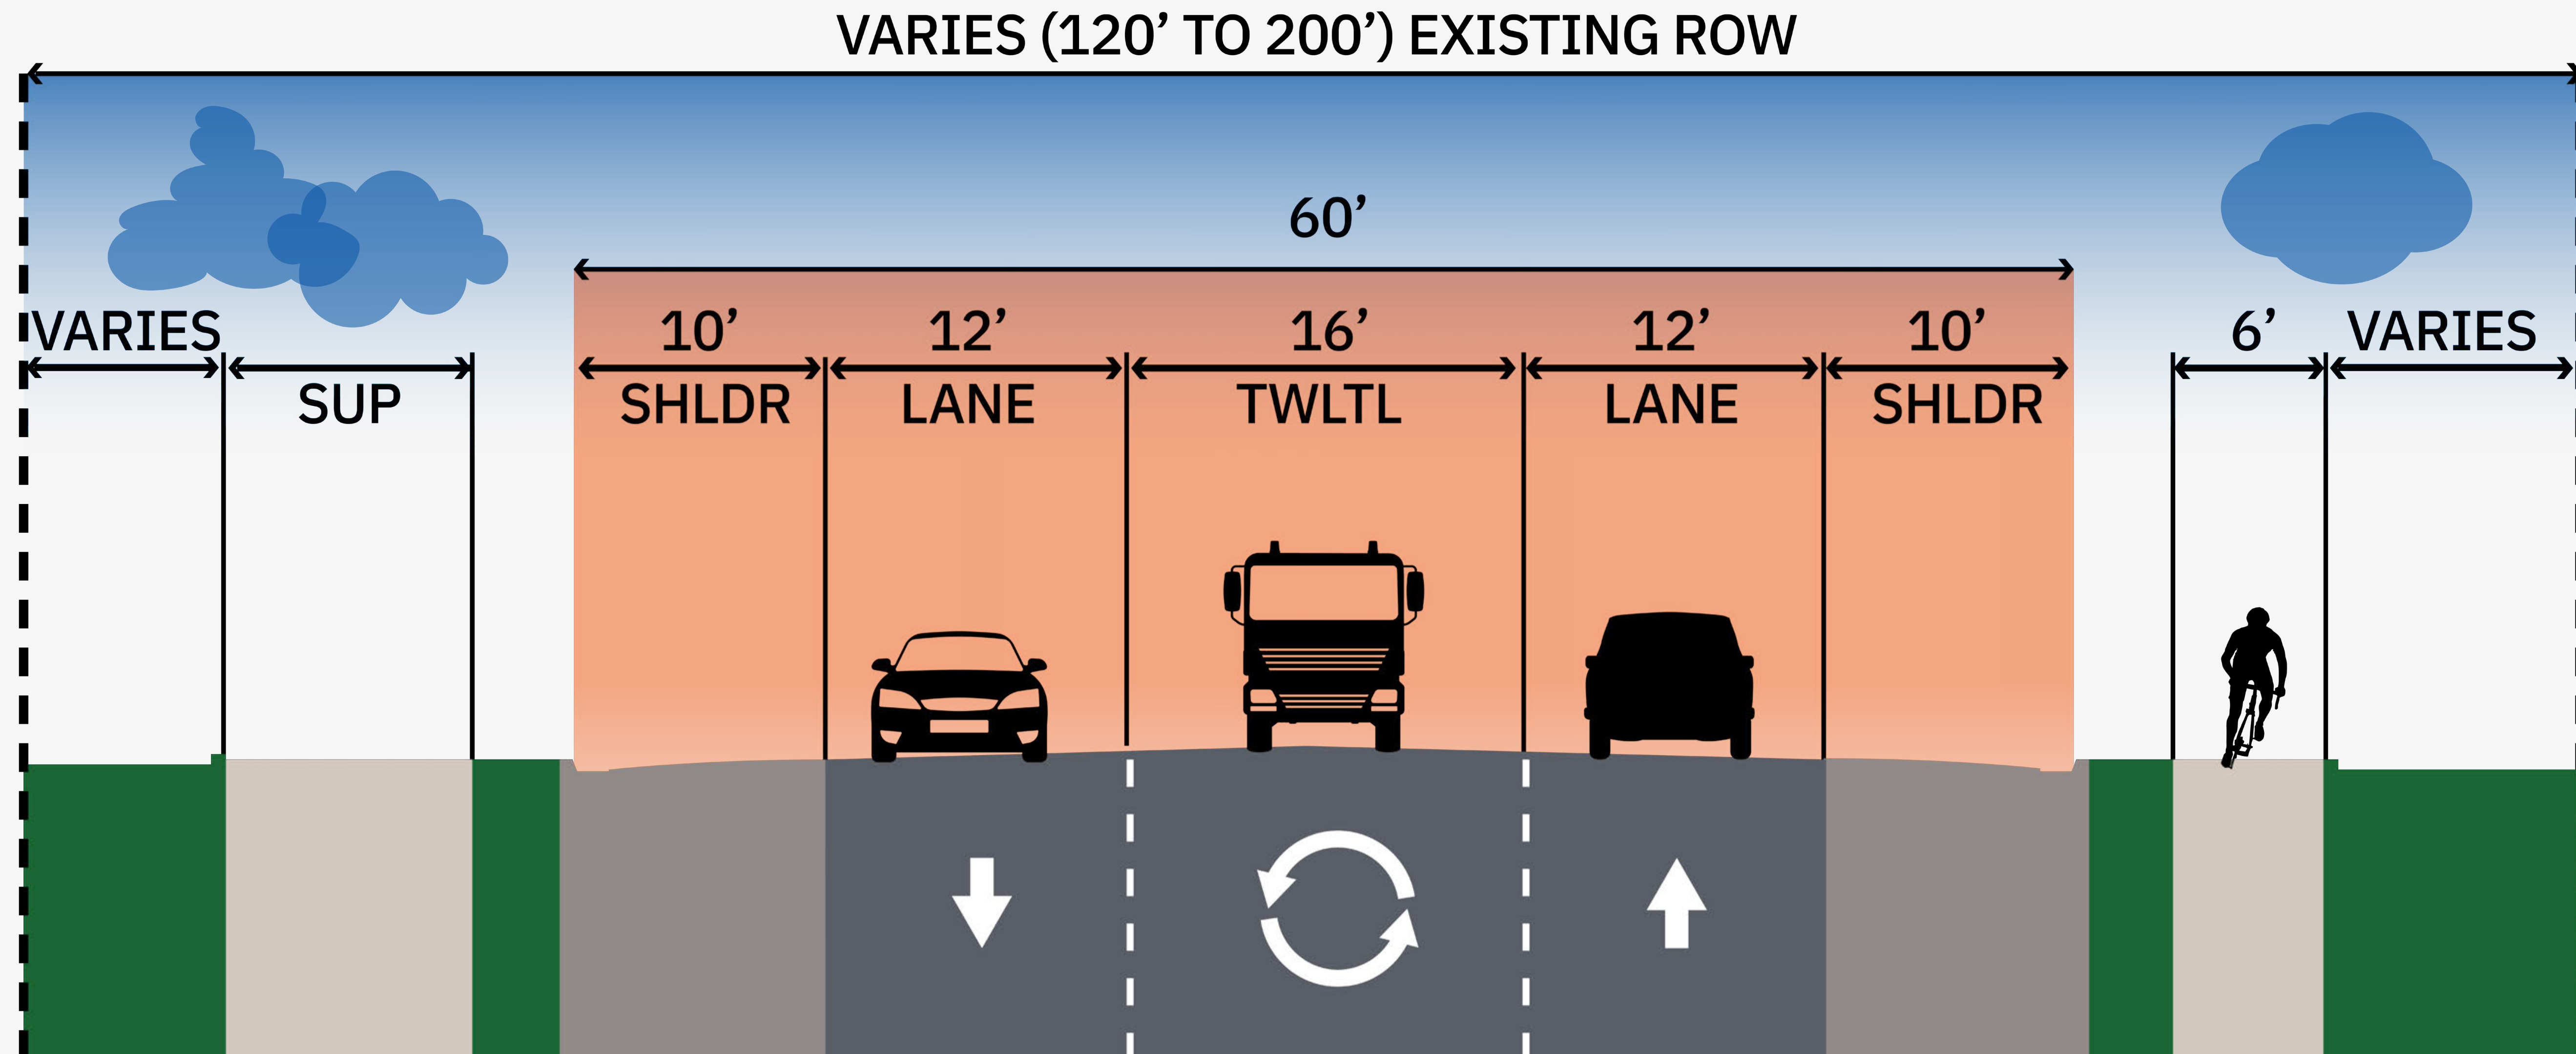 VARIES (120’ TO 200’) EXISTING ROW
60’
VARIES 10’ 12’ 16’ 12’ 10’ 6’ VARIES
SUP SHLDR LANE TWLTL LANE SHLDR